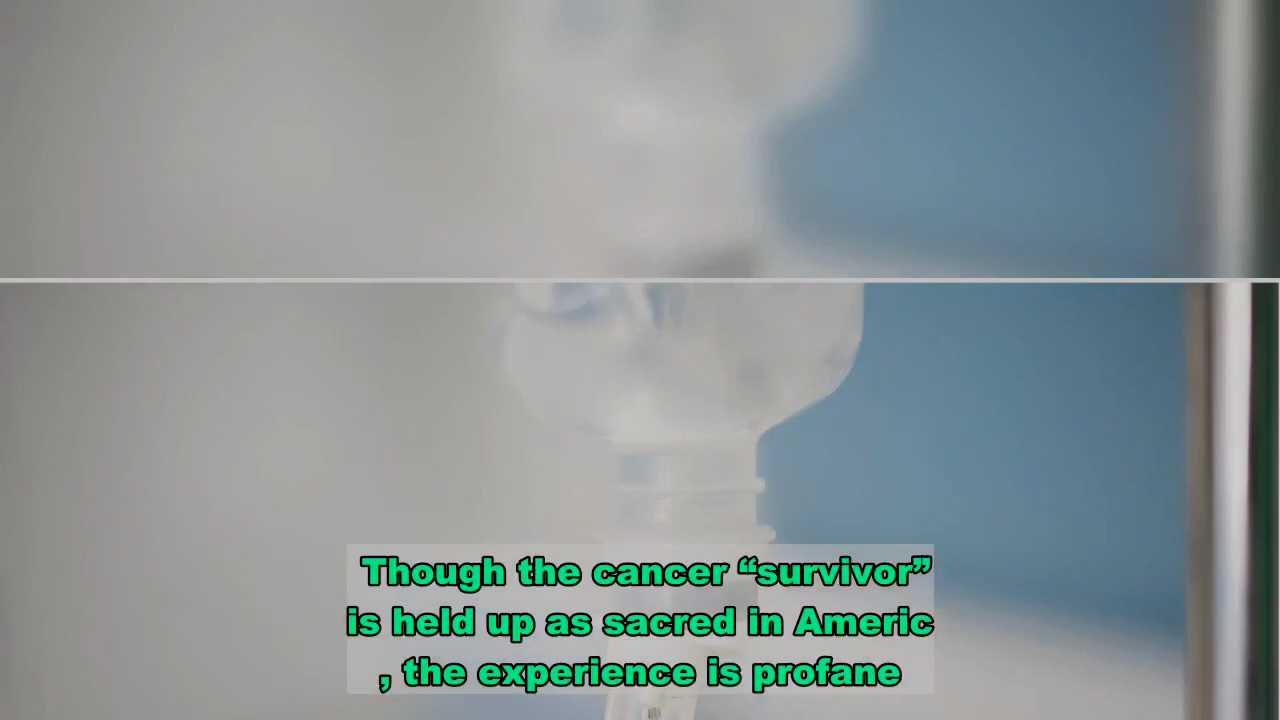 Though the cancer “survivor”
is held up as sacred in Americ
, the experience is profane